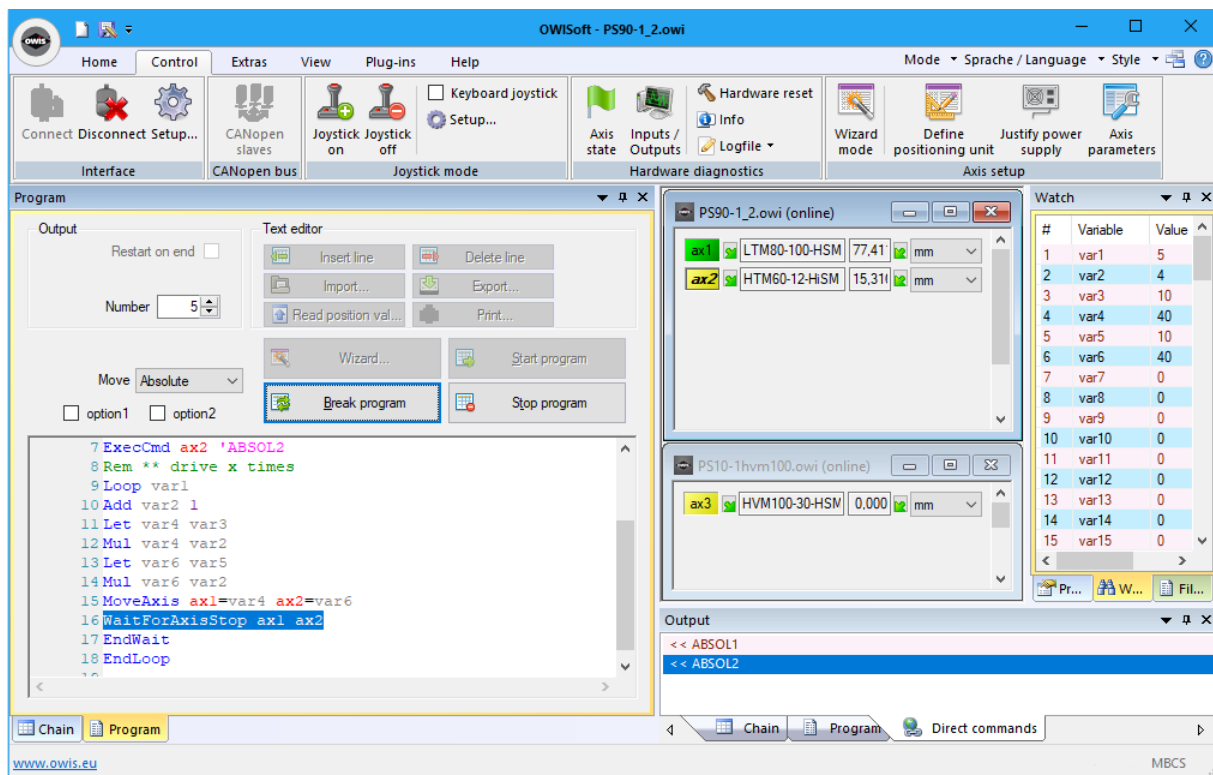 OWISoft - PS90-1_2.owi
owis
Home Control Extras View Plug-ins Help
Mode Sprache / Language Style
Connect Disconnect Setup...
Interface
CANopen slaves
CANopen bus
Joystick on
Joystick off
Keyboard joystick
Setup...
Joystick mode
Axis state
Inputs / Outputs
Hardware reset
Info
Logfile
Hardware diagnostics
Wizard mode
Define positioning unit
Justify power supply
Axis parameters
Axis setup
Program
Output
Restart on end
Number 5
Text editor
Insert line Delete line
Import... Export...
Read position val... Print...
Wizard... Start program
Move Absolute
Break program Stop program
option1 option2
7 ExecCmd ax2 'ABSOL2
8 Rem ** drive x times
9 Loop var1
10 Add var2 1
11 Let var4 var3
12 Mul var4 var2
13 Let var6 var5
14 Mul var6 var2
15 MoveAxis ax1=var4 ax2=var6
16 WaitForAxisStop ax1 ax2
17 EndWait
18 EndLoop
Chain Program
PS90-1_2.owi (online)
ax1 LTM80-100-HSM 77,41 mm
ax2 HTM60-12-HiSM 15,31 mm
PS10-1hvm100.owi (online)
ax3 HVM100-30-HSM 0,000 mm
Watch
# Variable Value
1 var1 5
2 var2 4
3 var3 10
4 var4 40
5 var5 10
6 var6 40
7 var7 0
8 var8 0
9 var9 0
10 var10 0
11 var11 0
12 var12 0
13 var13 0
14 var14 0
15 var15 0
Pr... W... Fil...
Output
<< ABSOL1
<< ABSOL2
Chain Program Direct commands
www.owis.eu
MBCS